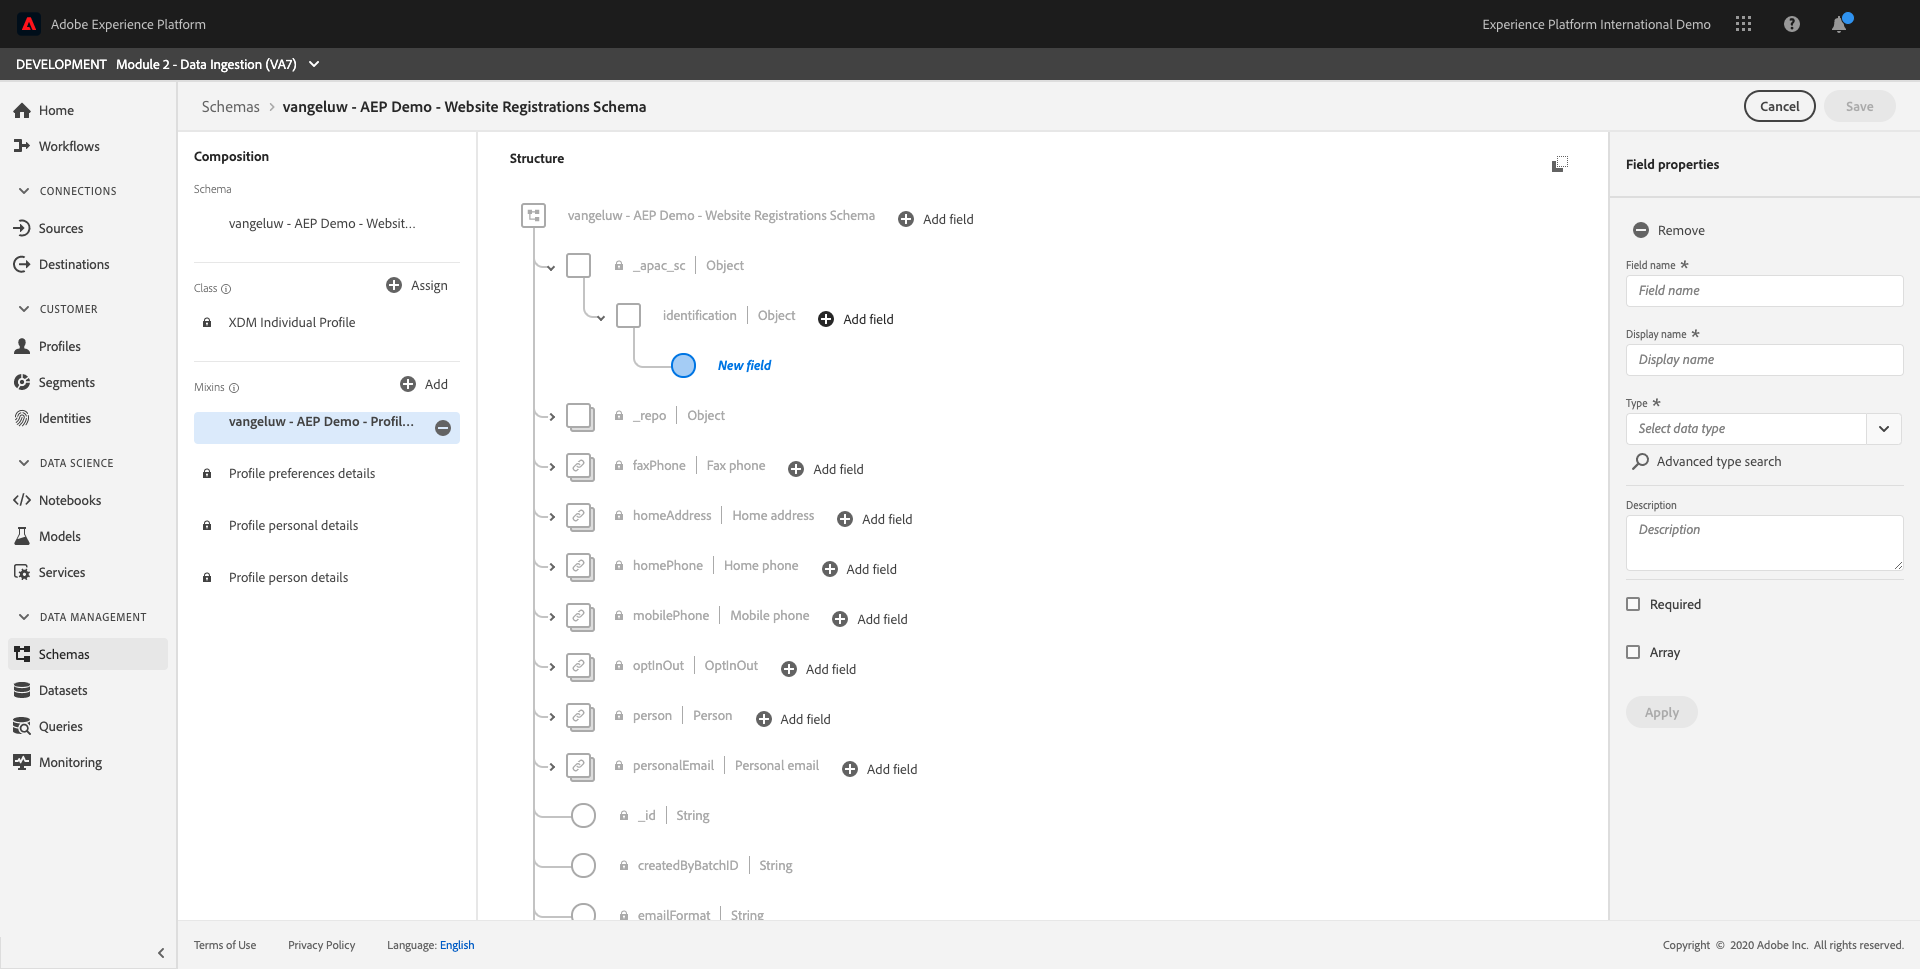 Adobe Experience Platform
Experience Platform International Demo
DEVELOPMENT Module 2 - Data Ingestion (VA7)
Home
Workflows
CONNECTIONS
Sources
Destinations
CUSTOMER
Profiles
Segments
Identities
DATA SCIENCE
Notebooks
Models
Services
DATA MANAGEMENT
Schemas
Datasets
Queries
Monitoring
Schemas > vangeluw - AEP Demo - Website Registrations Schema
Cancel
Save
Composition
Schema
vangeluw - AEP Demo - Websit...
Class
Assign
XDM Individual Profile
Mixins
Add
vangeluw - AEP Demo - Profil...
Profile preferences details
Profile personal details
Profile person details
Structure
vangeluw - AEP Demo - Website Registrations Schema Add field
_apac_sc | Object
identification | Object Add field
New field
_repo | Object
faxPhone | Fax phone Add field
homeAddress | Home address Add field
homePhone | Home phone Add field
mobilePhone | Mobile phone Add field
optInOut | OptInOut Add field
person | Person Add field
personalEmail | Personal email Add field
_id | String
createdByBatchID | String
emailFormat | String
Field properties
Remove
Field name *
Field name
Display name *
Display name
Type *
Select data type
Advanced type search
Description
Description
Required
Array
Apply
Terms of Use Privacy Policy Language: English
Copyright © 2020 Adobe Inc. All rights reserved.